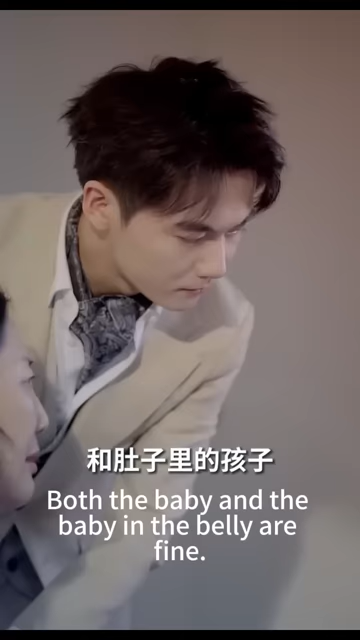 和肚子里的孩子
Both the baby and the
baby in the belly are
fine.